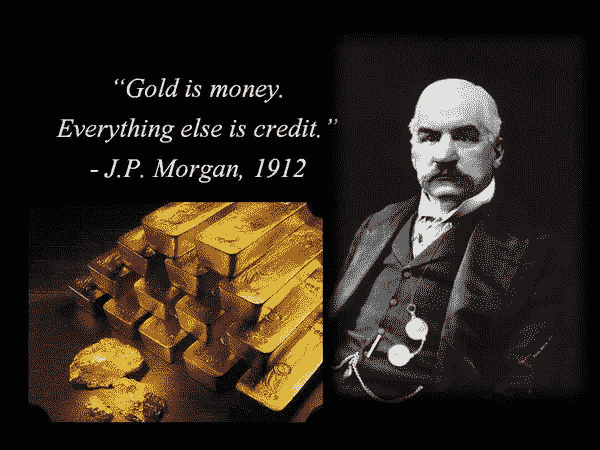 “Gold is money.
Everything else is credit.”
- J.P. Morgan, 1912